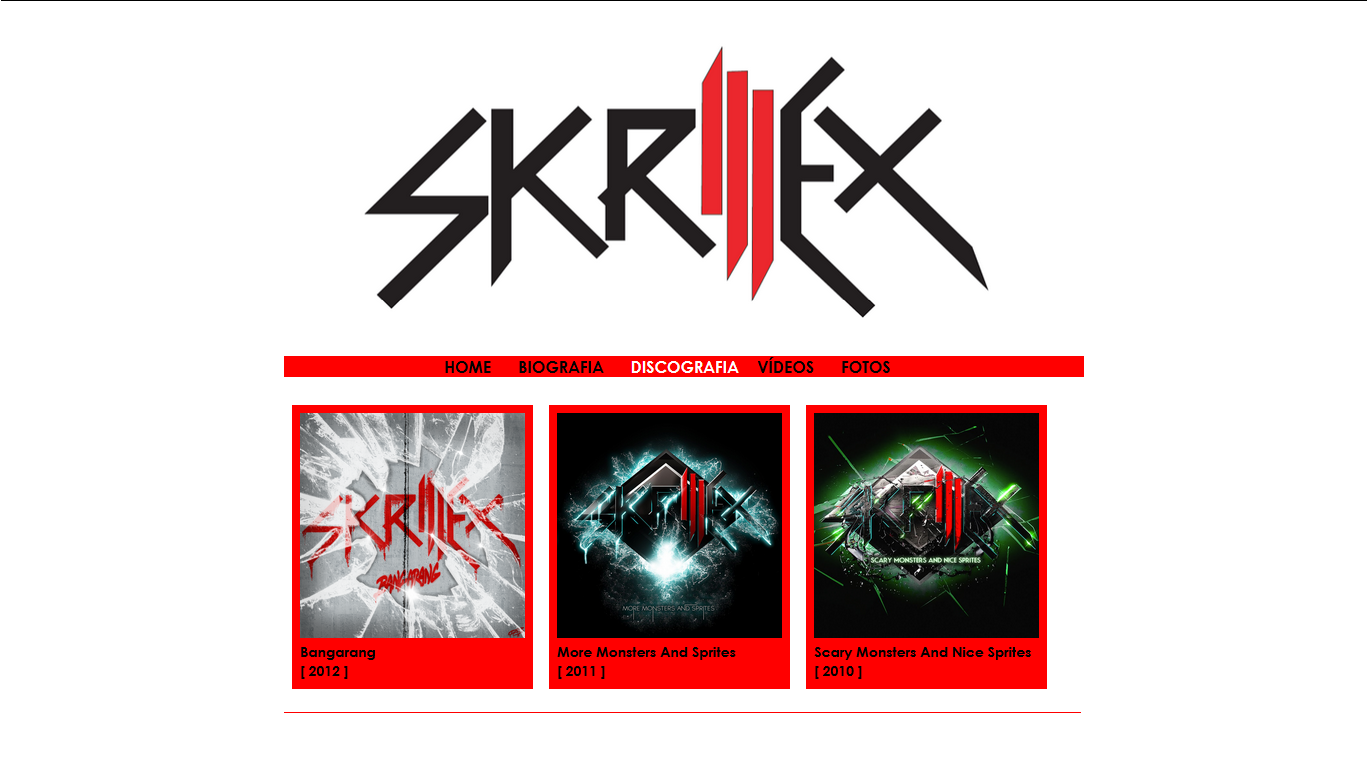 SKRILLEX
HOME BIOGRAFIA DISCOGRAFIA VÍDEOS FOTOS
SKRILLEX
BANGARANG
SKRILLEX
MORE MONSTERS AND SPRITES
SKRILLEX
SCARY MONSTERS AND NICE SPRITES
Bangarang
[ 2012 ]
More Monsters And Sprites
[ 2011 ]
Scary Monsters And Nice Sprites
[ 2010 ]